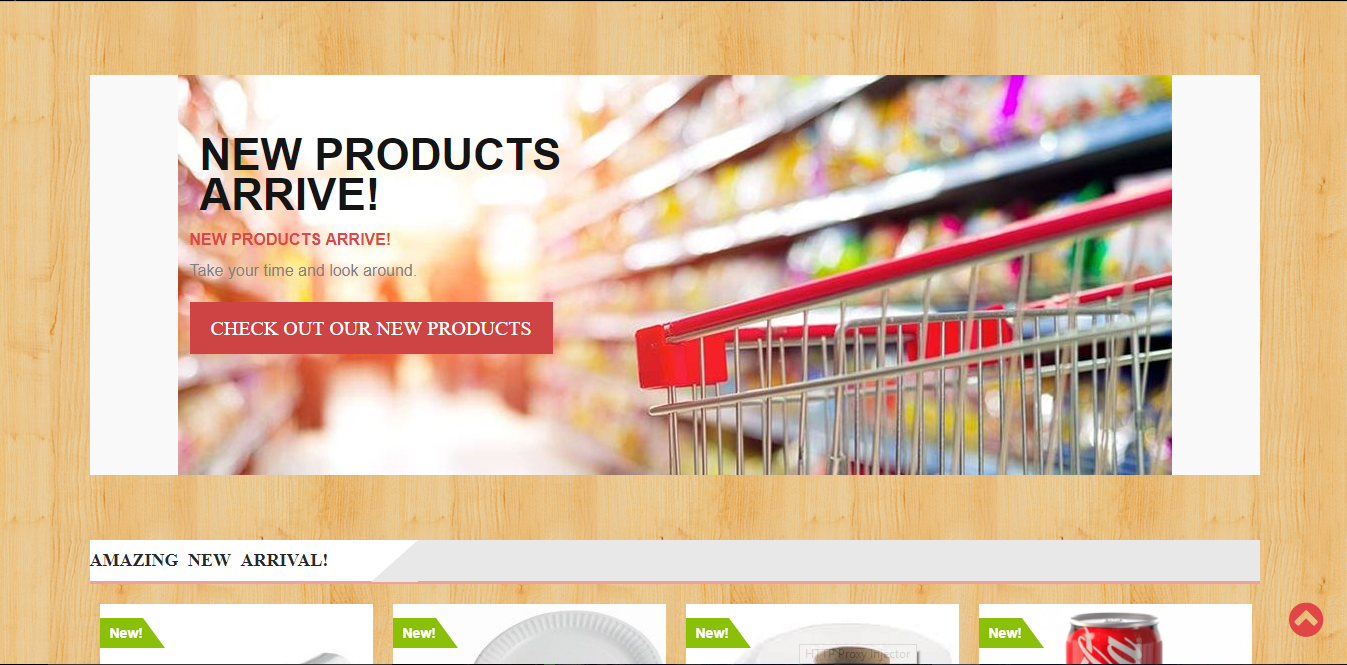 NEW PRODUCTS
ARRIVE!
NEW PRODUCTS ARRIVE!
Take your time and look around.
CHECK OUT OUR NEW PRODUCTS
AMAZING NEW ARRIVAL!
New!
New!
New!
New!
HTTP Proxy Injector